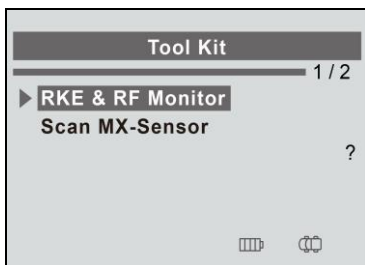 Tool Kit
1 / 2
RKE & RF Monitor
Scan MX-Sensor
?